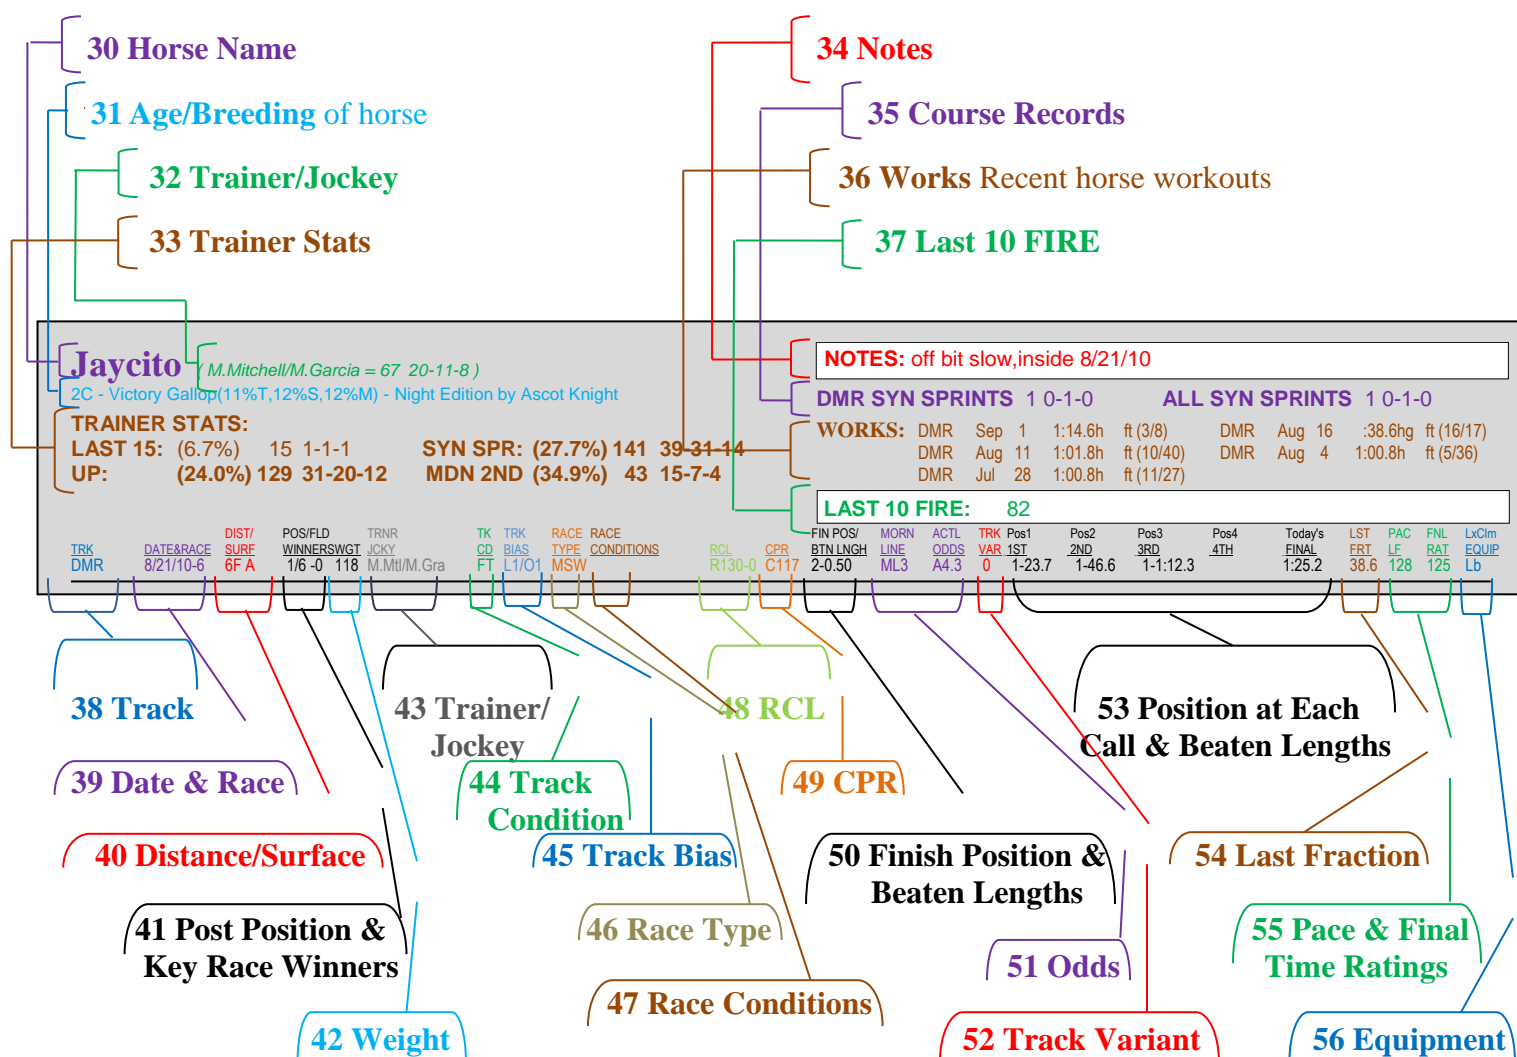 30 Horse Name
31 Age/Breeding of horse
32 Trainer/Jockey
33 Trainer Stats
34 Notes
35 Course Records
36 Works Recent horse workouts
37 Last 10 FIRE
Jaycito ( M.Mitchell/M.Garcia = 67 20-11-8 )
2C - Victory Gallop(11%T,12%S,12%M) - Night Edition by Ascot Knight
TRAINER STATS:
LAST 15: (6.7%) 15 1-1-1 SYN SPR: (27.7%) 141 39-31-14
UP: (24.0%) 129 31-20-12 MDN 2ND (34.9%) 43 15-7-4
NOTES: off bit slow,inside 8/21/10
DMR SYN SPRINTS 1 0-1-0 ALL SYN SPRINTS 1 0-1-0
WORKS: DMR Sep 1 1:14.6h ft (3/8) DMR Aug 16 :38.6hg ft (16/17)
DMR Aug 11 1:01.8h ft (10/40) DMR Aug 4 1:00.8h ft (5/36)
DMR Jul 28 1:00.8h ft (11/27)
LAST 10 FIRE: 82
DIST/ POS/FLD TRNR TK TRK RACE RACE FIN POS/ MORN ACTL TRK Pos1 Pos2 Pos3 Pos4 Today's LST PAC FNL LxClm
TRK DATE&RACE SURF WINNERSWGT JCKY CD BIAS TYPE CONDITIONS RCL CPR BTN LNGH LINE ODDS VAR 1ST 2ND 3RD 4TH FINAL FRT LF RAT EQUIP
DMR 8/21/10-6 6F A 1/6 -0 118 M.Mtl/M.Gra FT L1/O1 MSW R130-0 C117 2-0.50 ML3 A4.3 0 1-23.7 1-46.6 1-1:12.3 1:25.2 38.6 128 125 Lb
38 Track
39 Date & Race
40 Distance/Surface
41 Post Position &
Key Race Winners
42 Weight
43 Trainer/
Jockey
44 Track
Condition
45 Track Bias
46 Race Type
47 Race Conditions
48 RCL
49 CPR
50 Finish Position &
Beaten Lengths
51 Odds
52 Track Variant
53 Position at Each
Call & Beaten Lengths
54 Last Fraction
55 Pace & Final
Time Ratings
56 Equipment